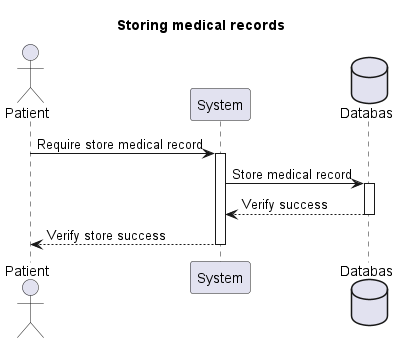 Storing medical records
Patient
System
Databas
Require store medical record
Store medical record
Verify success
Verify store success
Patient
System
Databas